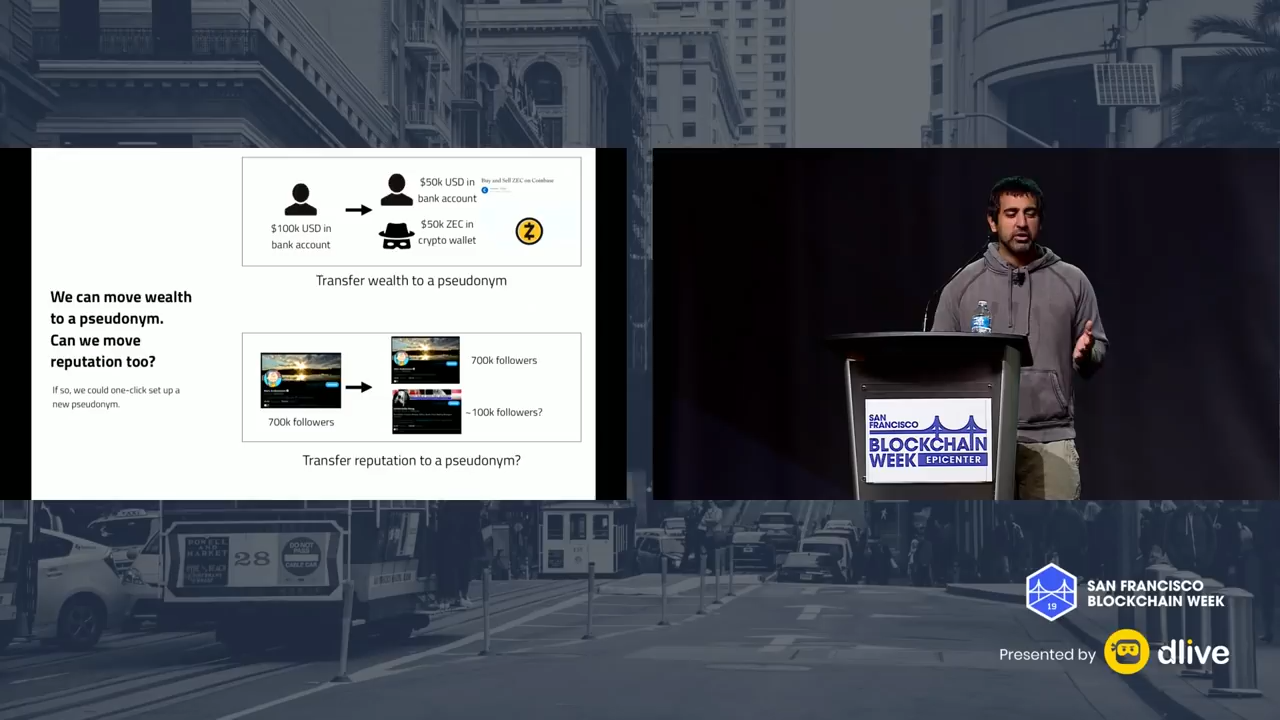 $100k USD in
bank account
$50k USD in
bank account
Buy and Sell ZEC on Coinbase
$50k ZEC in
crypto wallet
Transfer wealth to a pseudonym
We can move wealth
to a pseudonym.
Can we move
reputation too?
If so, we could one-click set up a
new pseudonym.
700k followers
700k followers
~100k followers?
Transfer reputation to a pseudonym?
SAN
FRANCISCO
BLOCKCHAIN
WEEK EPICENTER
POWELL
AND
MARKET
28
DO NOT
PASS
CABLE CAR
19
SAN FRANCISCO
BLOCKCHAIN WEEK
Presented by dlive